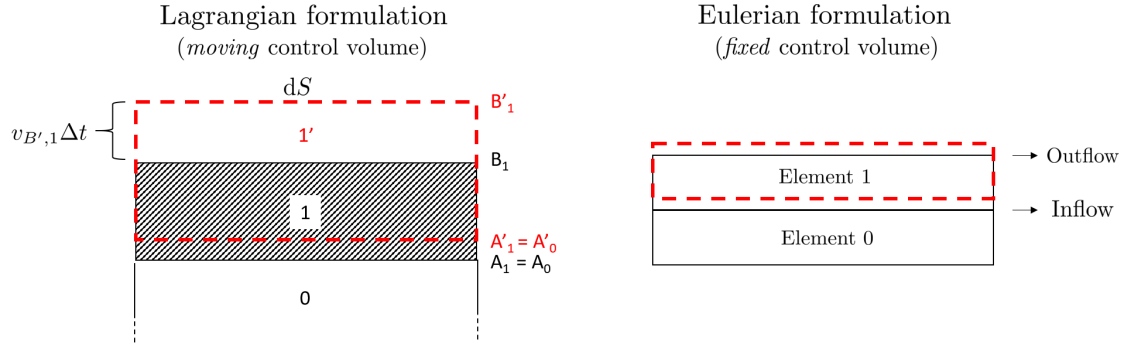 Lagrangian formulation
(moving control volume)
dS
B'₁
v_{B',1}Δt
1'
B₁
1
A'₁ = A'₀
A₁ = A₀
0
Eulerian formulation
(fixed control volume)
Outflow
Element 1
Inflow
Element 0